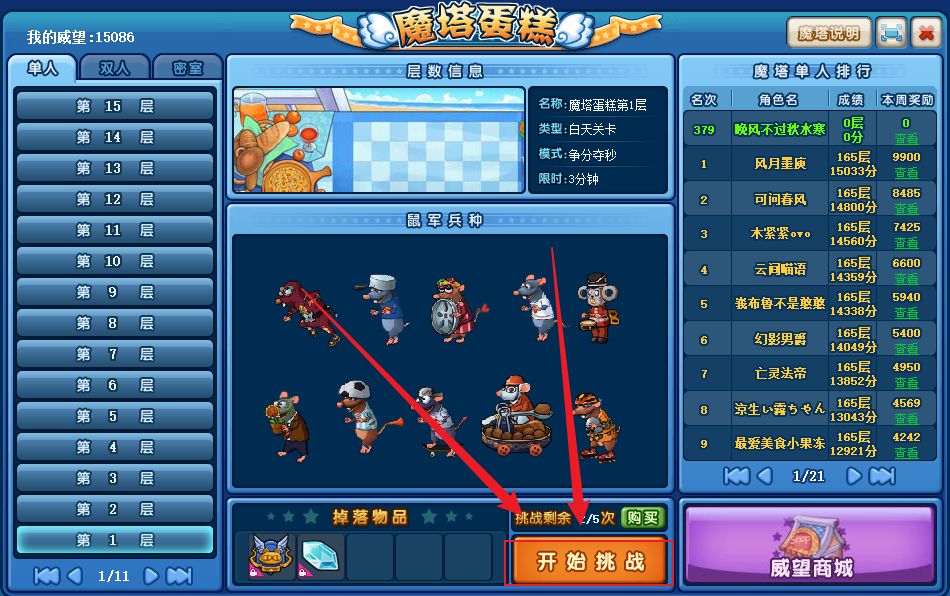 魔塔蛋糕
我的威望:15086
魔塔说明
单人 双人 密室
第 15 层
第 14 层
第 13 层
第 12 层
第 11 层
第 10 层
第 9 层
第 8 层
第 7 层
第 6 层
第 5 层
第 4 层
第 3 层
第 2 层
第 1 层
1/11
层数信息
名称:魔塔蛋糕第1层
类型:白天关卡
模式:争分夺秒
限时:3分钟
鼠军兵种
掉落物品
挑战剩余 2/5次 购买
开始挑战
魔塔单人排行
名次 角色名 成绩 本周奖励
379 晚风不过秋水寒 0层 0分 0 查看
1 风月 165层 15033分 9900 查看
2 可问春风 165层 14800分 8485 查看
3 木紧紧ovo 165层 14560分 7425 查看
4 云间喵语 165层 14359分 6600 查看
5 裘布鲁不是憨憨 165层 14338分 5940 查看
6 幻影男爵 165层 14049分 5400 查看
7 亡灵法帝 165层 13852分 4950 查看
8 凉生い霧ちゃん 165层 13043分 4569 查看
9 最爱美食小果冻 165层 12921分 4242 查看
1/21
SHOP
威望商城